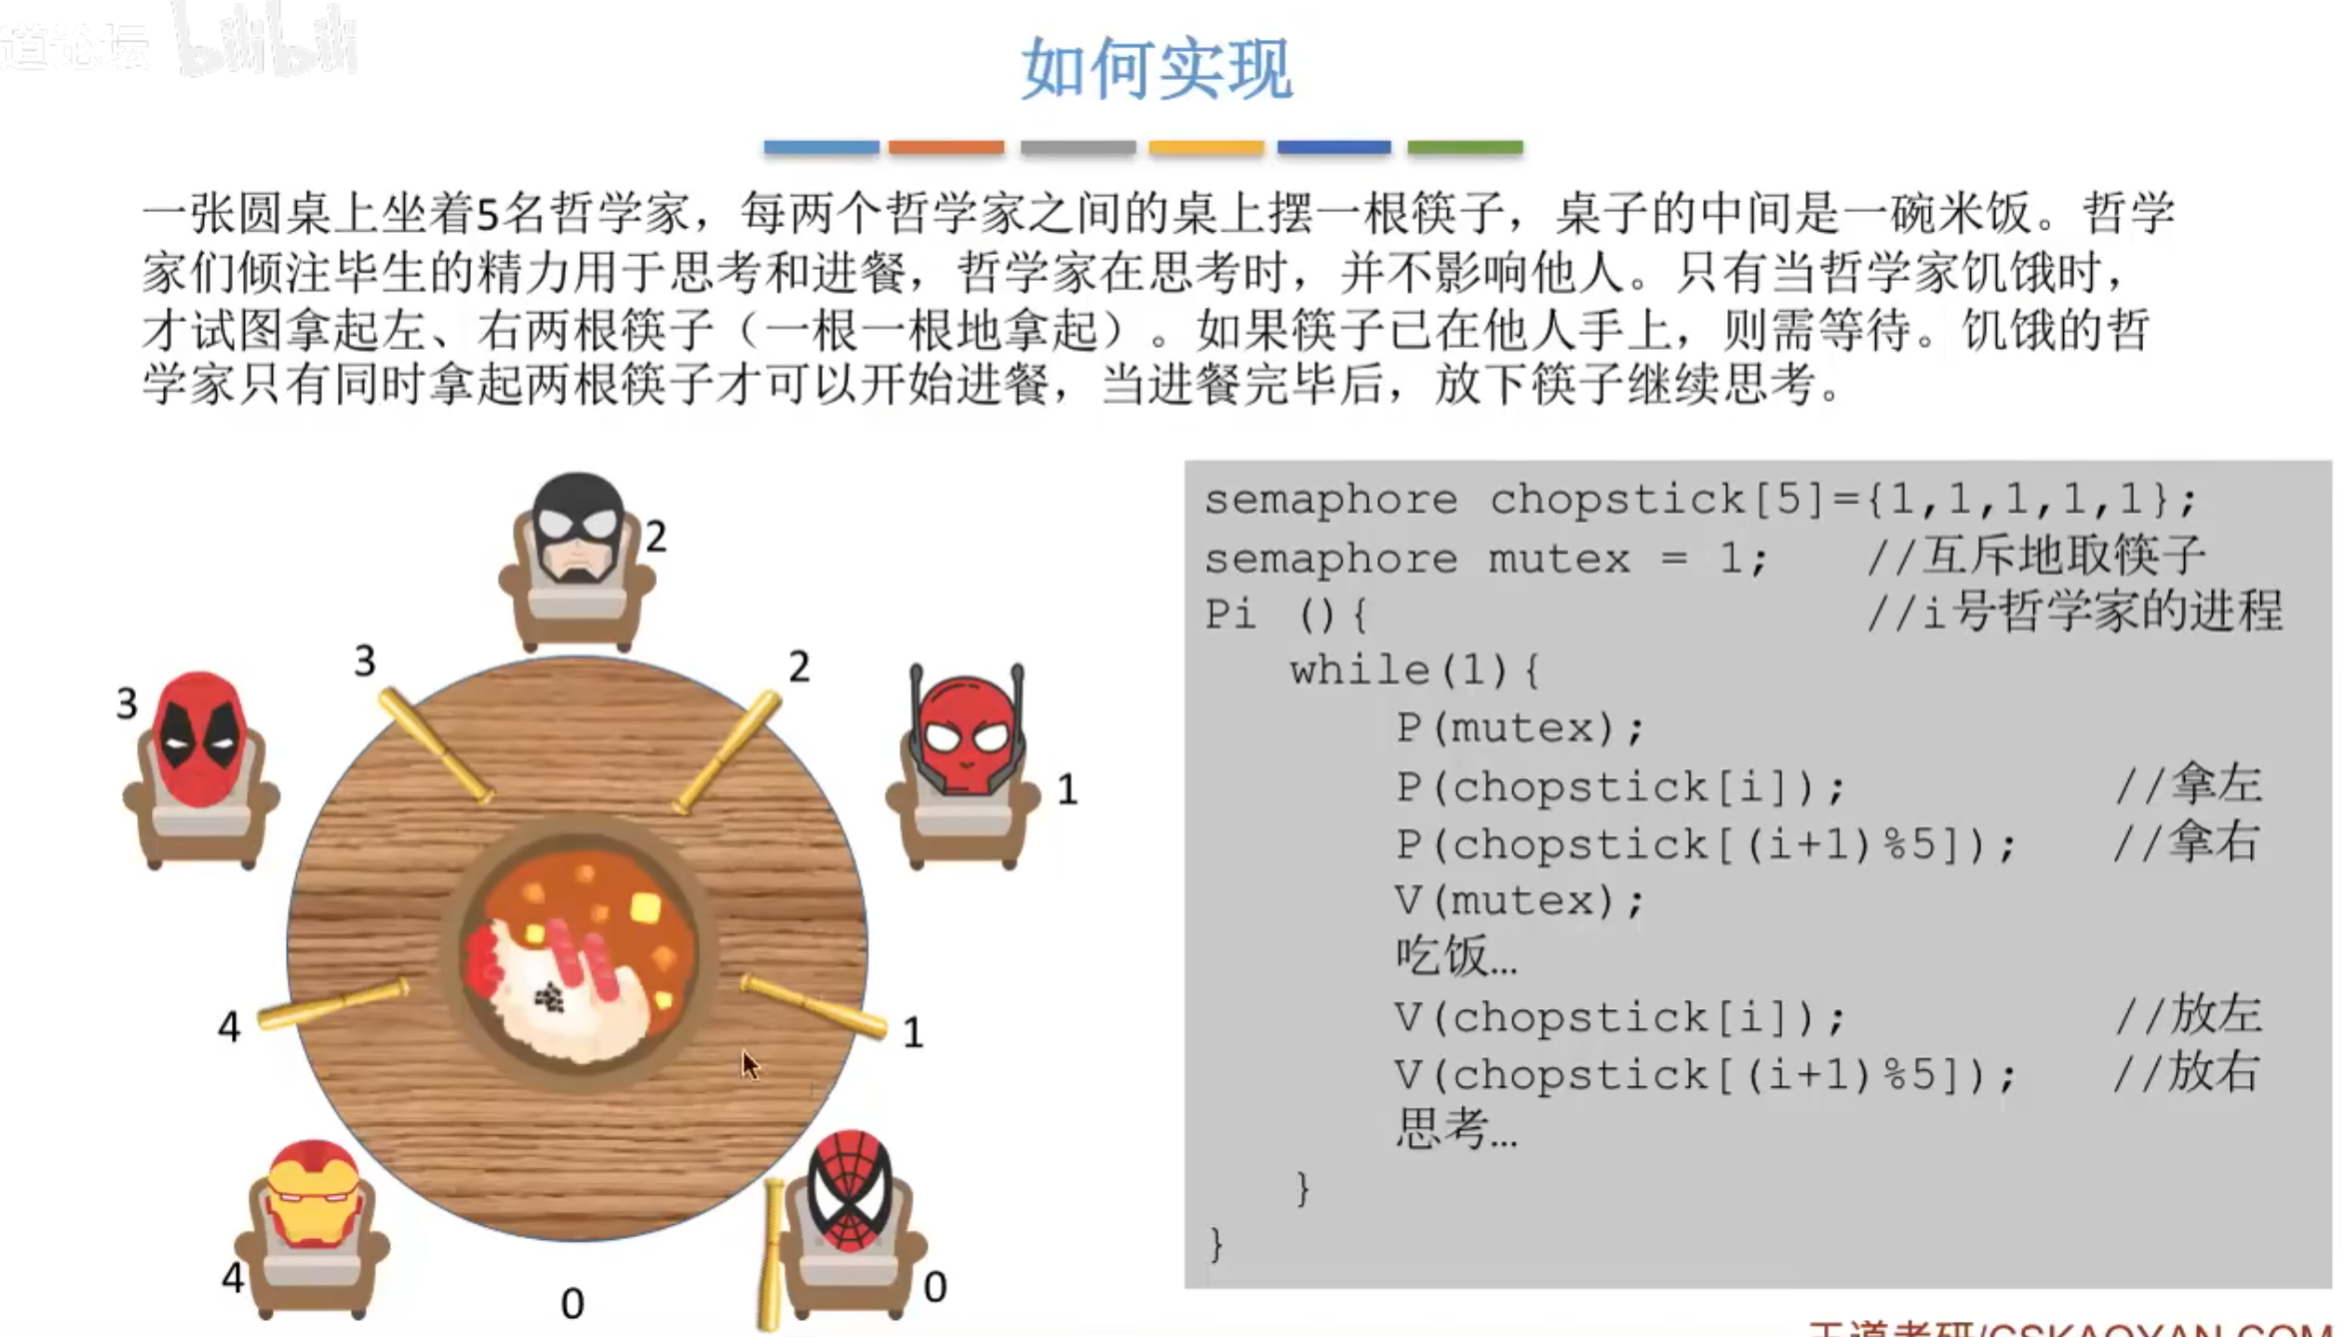 道论坛 bilibili
如何实现
一张圆桌上坐着5名哲学家，每两个哲学家之间的桌上摆一根筷子，桌子的中间是一碗米饭。哲学
家们倾注毕生的精力用于思考和进餐，哲学家在思考时，并不影响他人。只有当哲学家饥饿时，
才试图拿起左、右两根筷子（一根一根地拿起）。如果筷子已在他人手上，则需等待。饥饿的哲
学家只有同时拿起两根筷子才可以开始进餐，当进餐完毕后，放下筷子继续思考。
2
3
2
3
1
4
1
4
0
0
semaphore chopstick[5]={1,1,1,1,1};
semaphore mutex = 1; //互斥地取筷子
Pi (){ //i号哲学家的进程
while(1){
P(mutex);
P(chopstick[i]); //拿左
P(chopstick[(i+1)%5]); //拿右
V(mutex);
吃饭…
V(chopstick[i]); //放左
V(chopstick[(i+1)%5]); //放右
思考…
}
}
王道考研/CSKAOYAN.COM